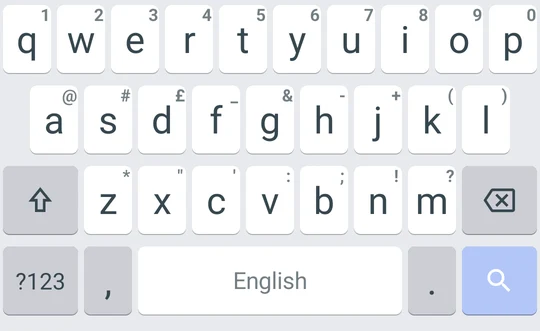 1 2 3 4 5 6 7 8 9 0
q w e r t y u i o p
@ # £ _ & - + ( )
a s d f g h j k l
* " ' : ; ! ?
z x c v b n m
?123 , English .